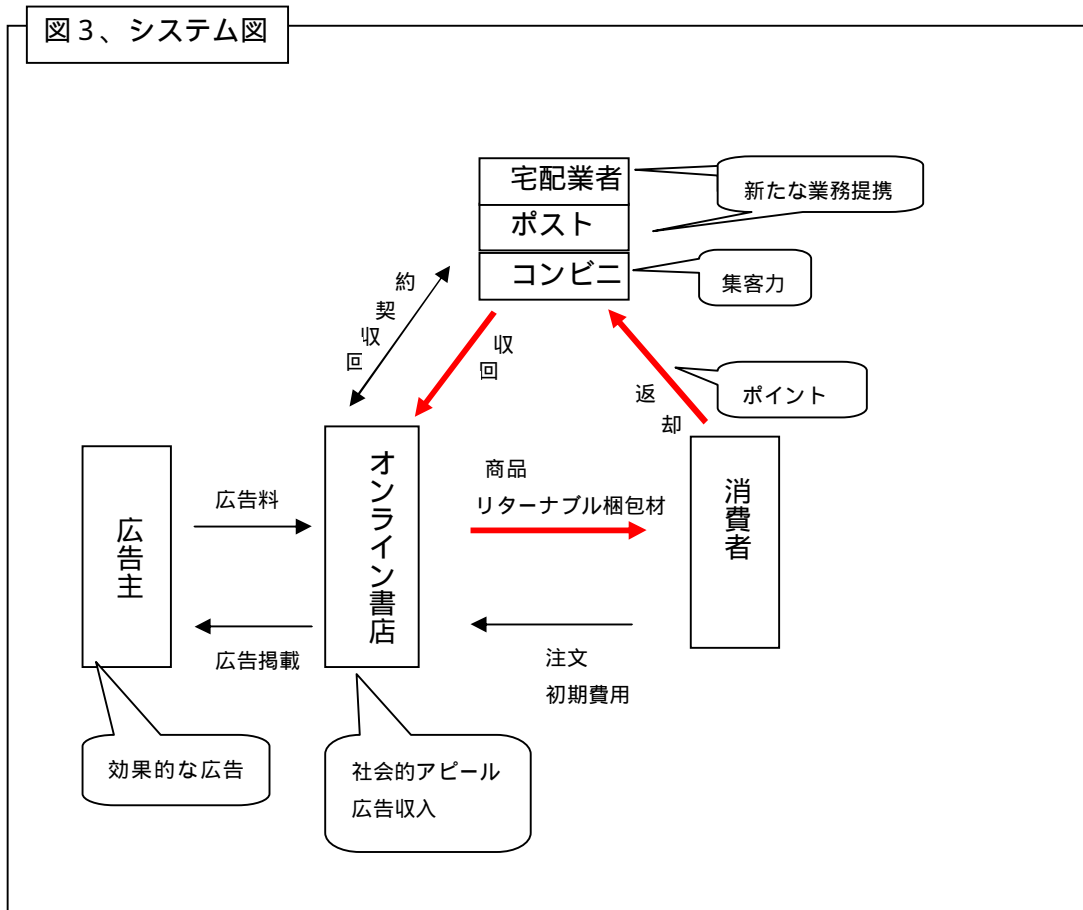 図３、システム図
宅配業者
ポスト
コンビニ
新たな業務提携
集客力
回収契約
回収
返却
ポイント
広告主
広告料
広告掲載
オンライン書店
商品
リターナブル梱包材
注文
初期費用
消費者
効果的な広告
社会的アピール
広告収入